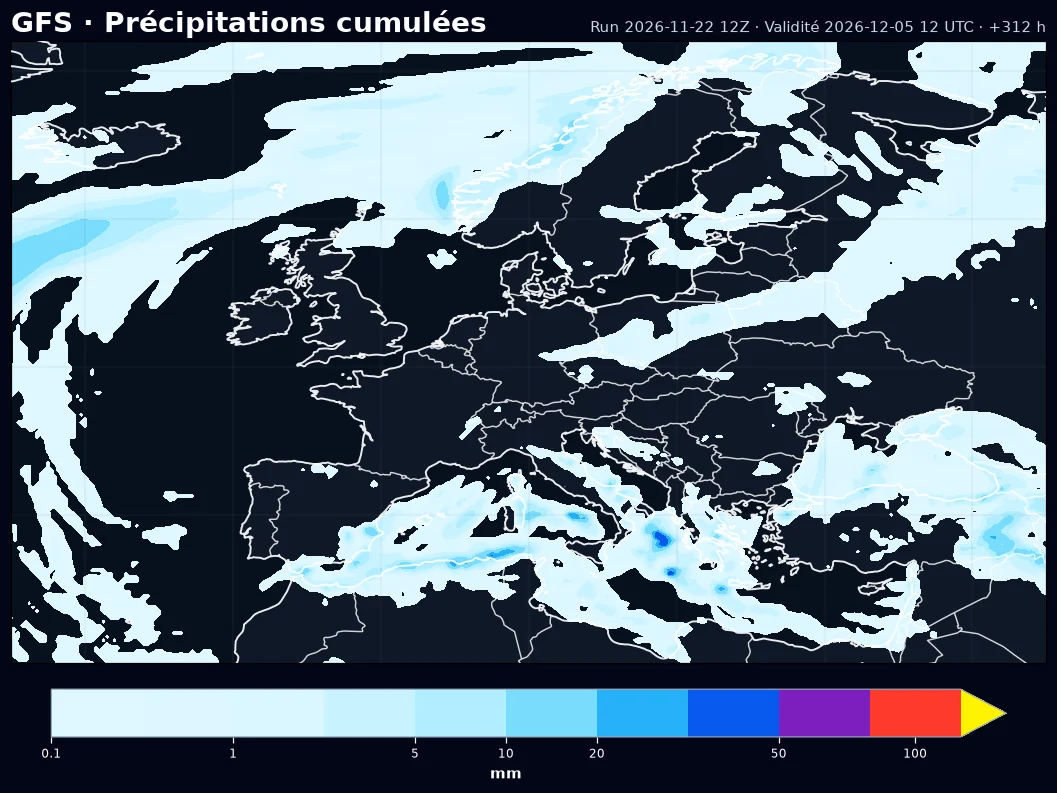 GFS · Précipitations cumulées
Run 2026-11-22 12Z · Validité 2026-12-05 12 UTC · +312 h
0.1 1 5 10 20 50 100
mm